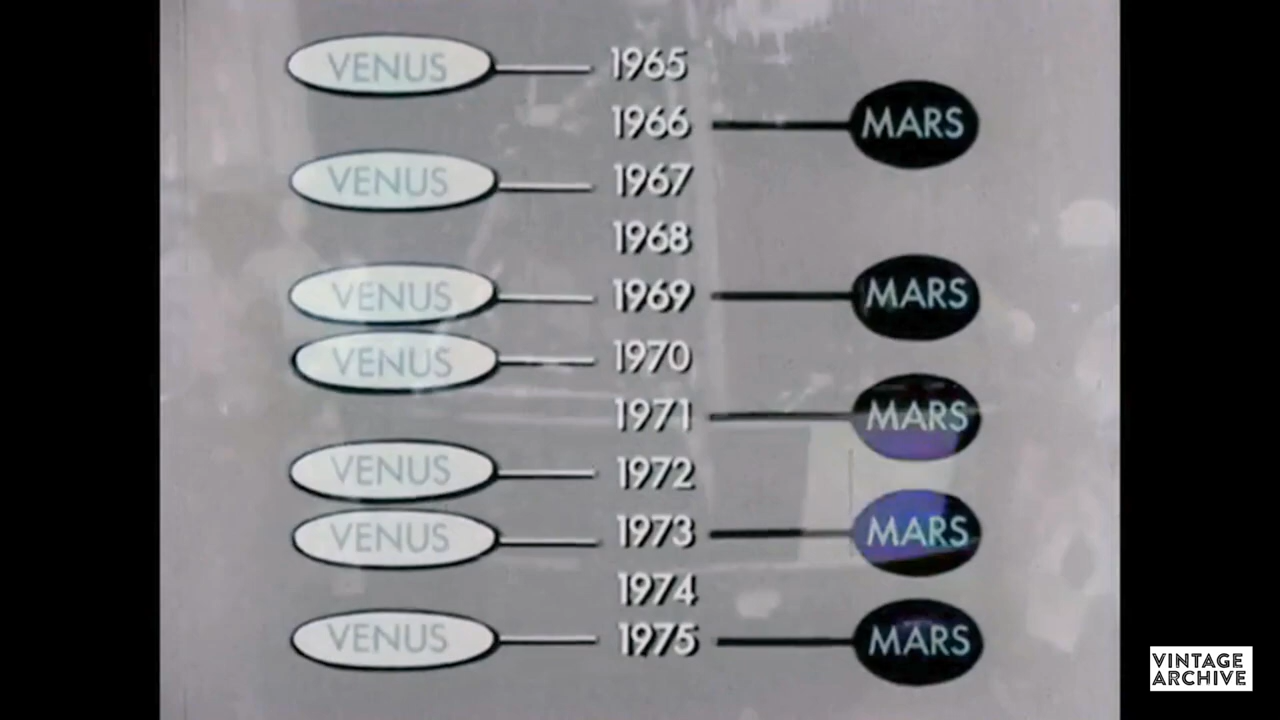 VENUS 1965
1966 MARS
VENUS 1967
1968
VENUS 1969 MARS
VENUS 1970
1971 MARS
VENUS 1972
VENUS 1973 MARS
1974
VENUS 1975 MARS
VINTAGE
ARCHIVE